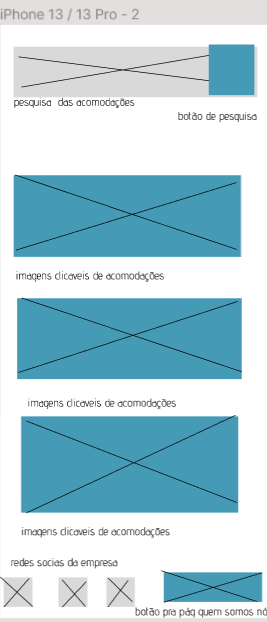 iPhone 13 / 13 Pro - 2
pesquisa das acomodações
botão de pesquisa
imagens clicaveis de acomodações
imagens clicaveis de acomodações
imagens clicaveis de acomodações
redes socias da empresa
botão pra pág quem somos nó